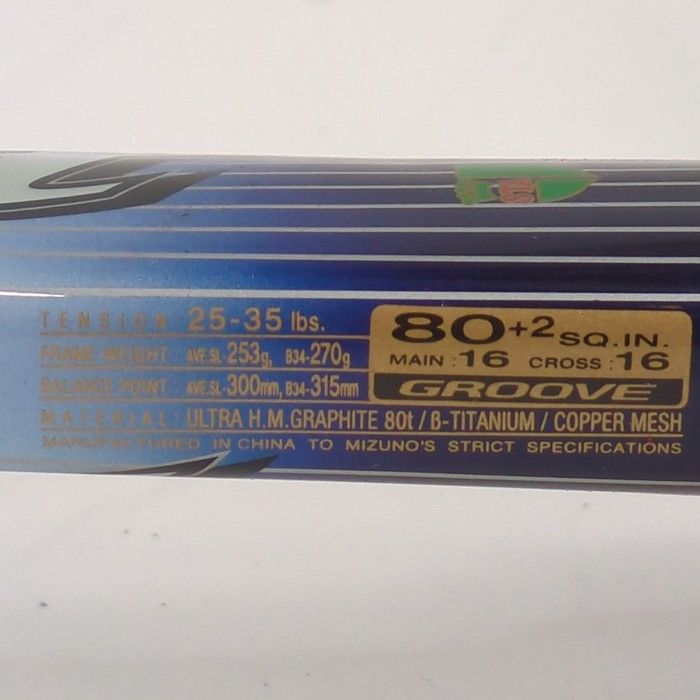 TENSION: 25-35 lbs.
FRAME WEIGHT: AVE.SL-253g, B34-270g
BALANCE POINT: AVE.SL-300mm, B34-315mm
80+2 SQ.IN.
MAIN:16 CROSS:16
GROOVE
MATERIAL: ULTRA H.M.GRAPHITE 80t / β-TITANIUM / COPPER MESH
MANUFACTURED IN CHINA TO MIZUNO'S STRICT SPECIFICATIONS